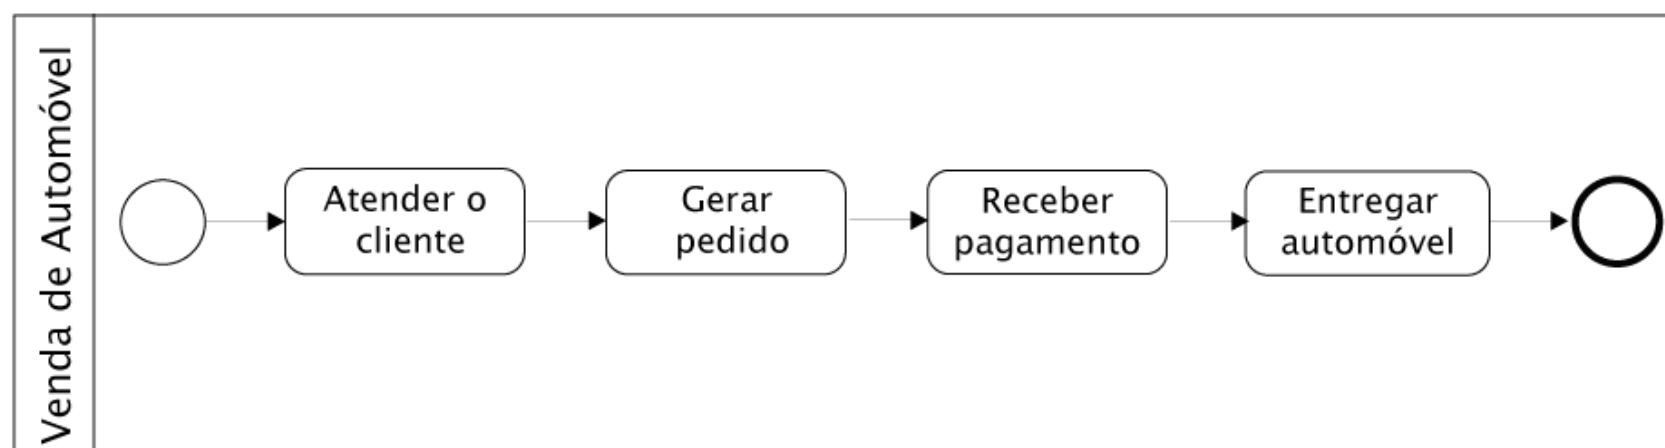 Venda de Automóvel
Atender o
cliente
Gerar
pedido
Receber
pagamento
Entregar
automóvel